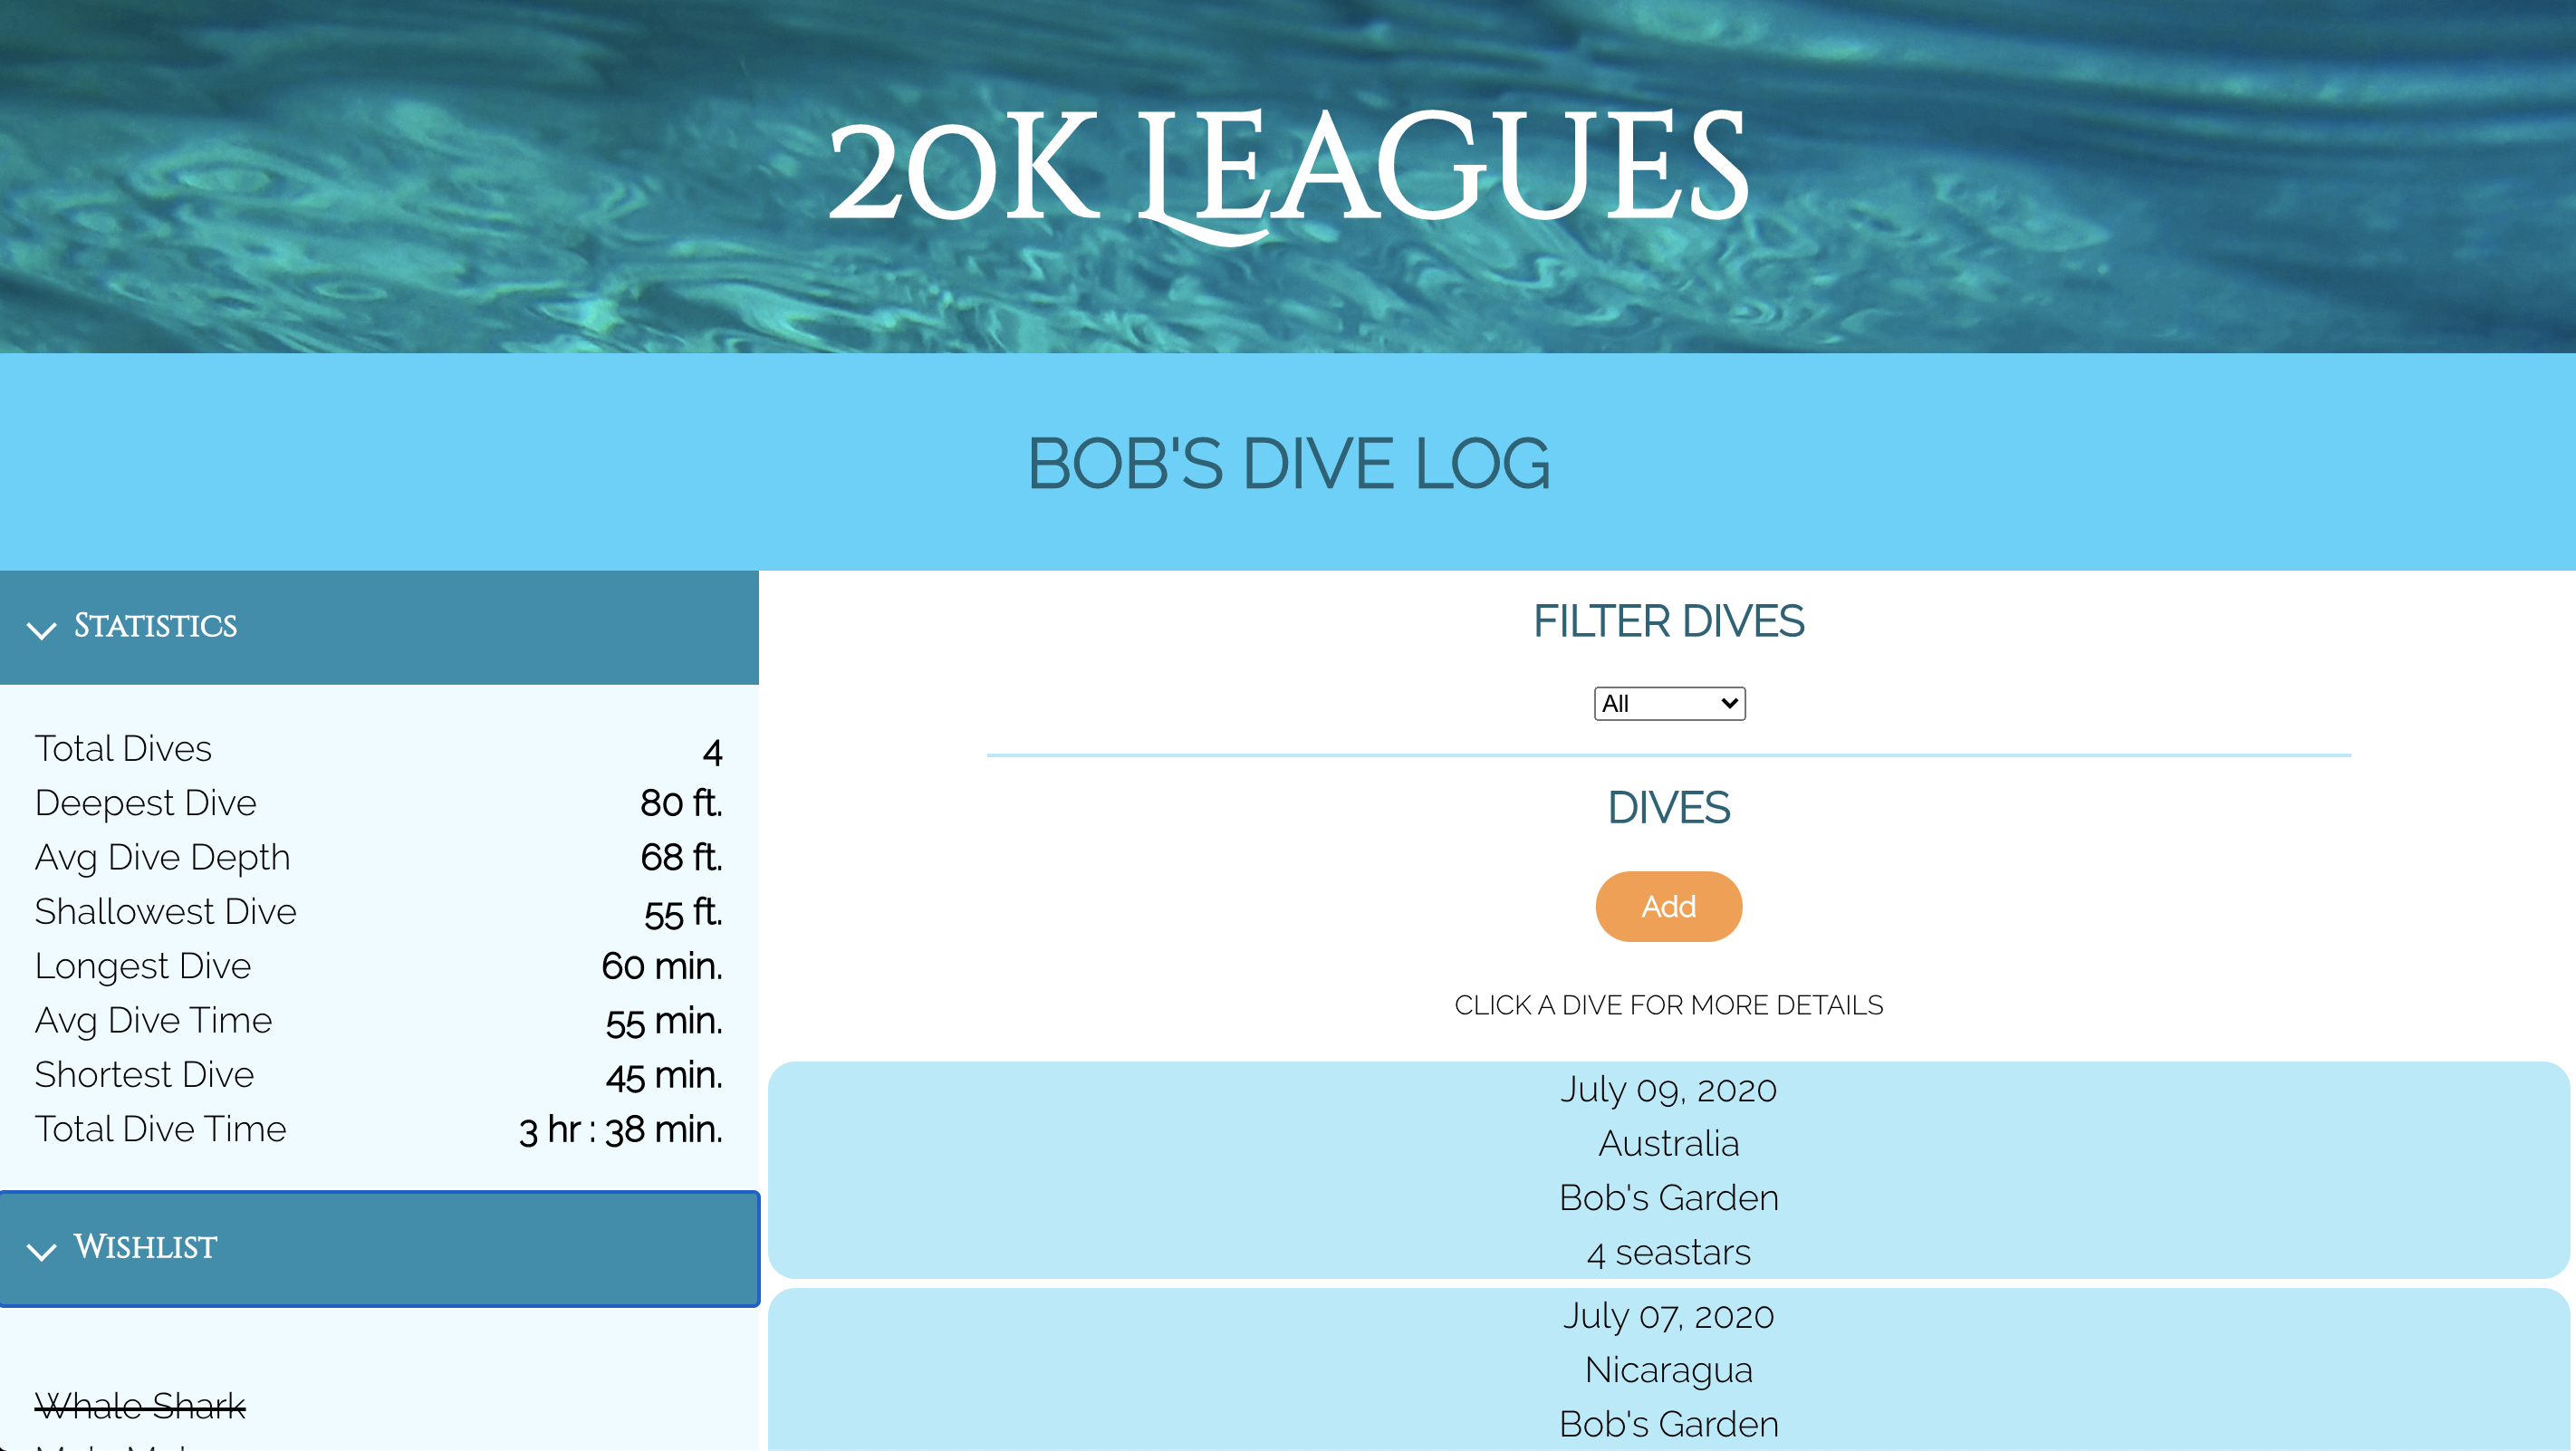 20K LEAGUES
BOB'S DIVE LOG
STATISTICS
Total Dives 4
Deepest Dive 80 ft.
Avg Dive Depth 68 ft.
Shallowest Dive 55 ft.
Longest Dive 60 min.
Avg Dive Time 55 min.
Shortest Dive 45 min.
Total Dive Time 3 hr : 38 min.
WISHLIST
Whale Shark
FILTER DIVES
All
DIVES
Add
CLICK A DIVE FOR MORE DETAILS
July 09, 2020
Australia
Bob's Garden
4 seastars
July 07, 2020
Nicaragua
Bob's Garden